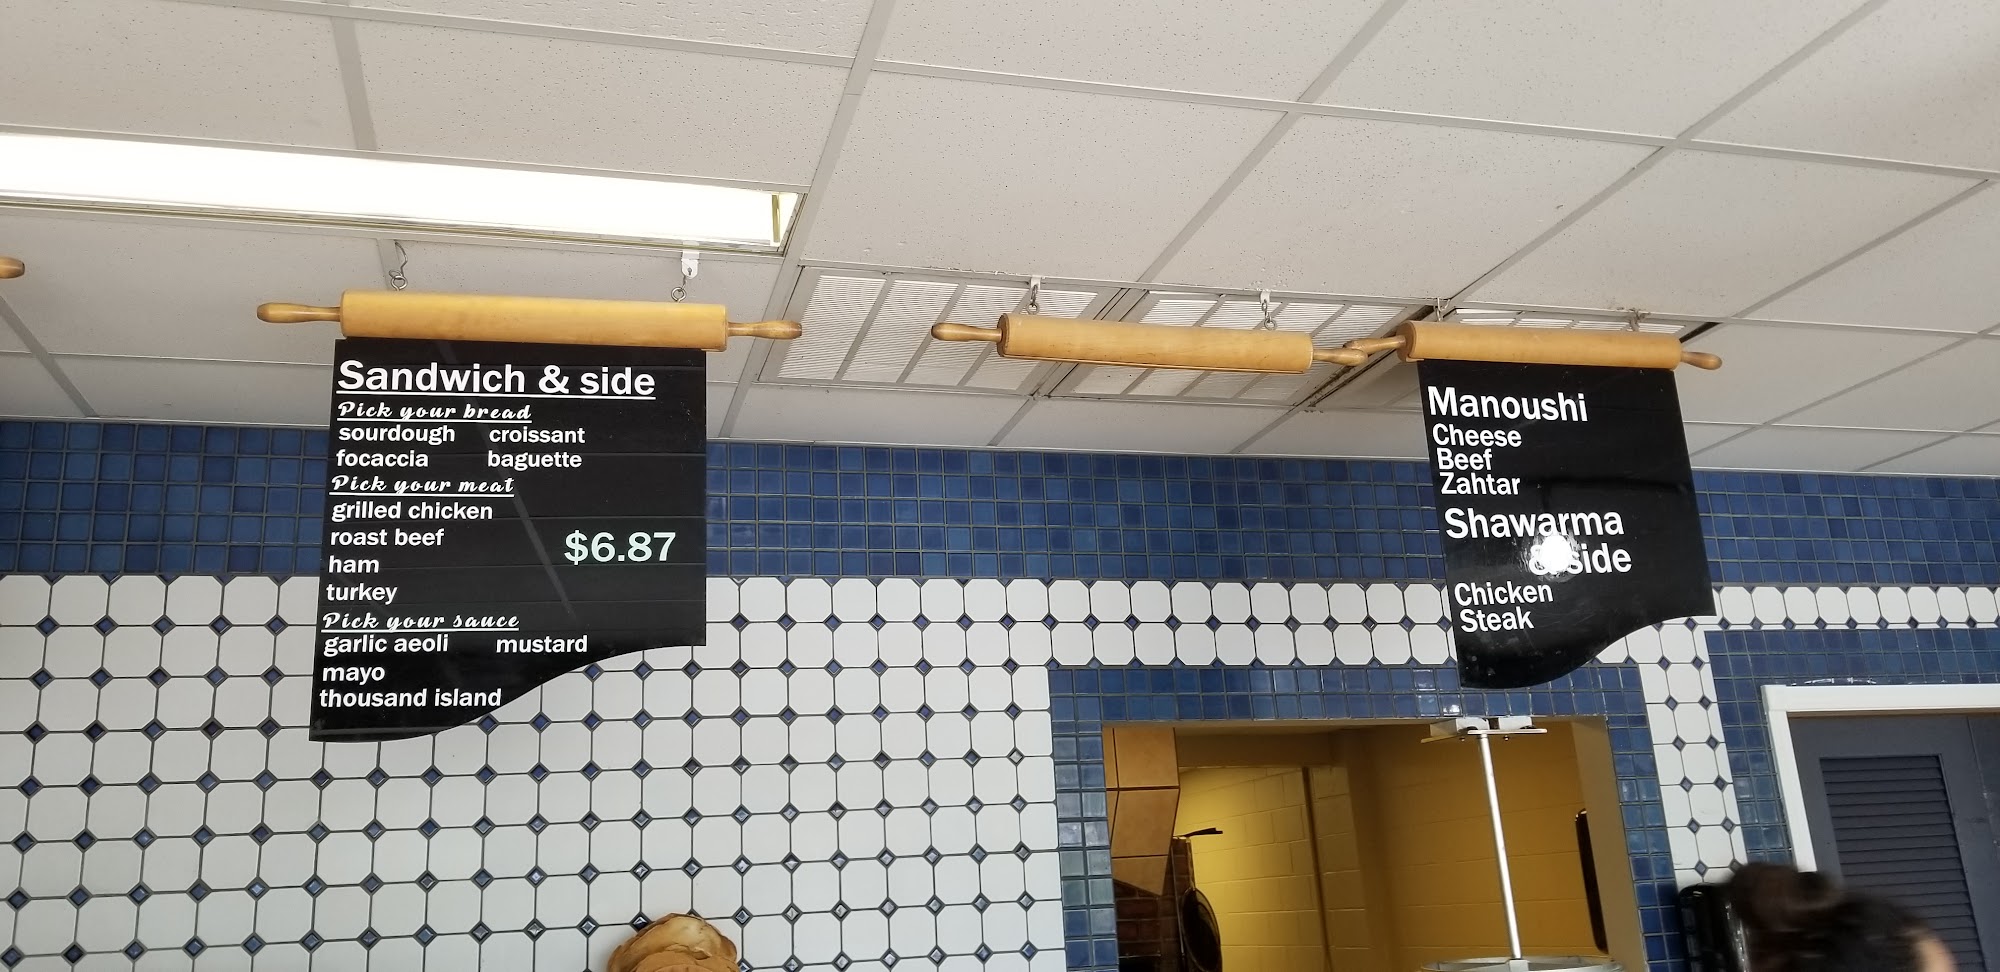 Sandwich & side
Pick your bread
sourdough croissant
focaccia baguette
Pick your meat
grilled chicken
roast beef
ham
turkey
$6.87
Pick your sauce
garlic aeoli mustard
mayo
thousand island
Manoushi
Cheese
Beef
Zahtar
Shawarma
& side
Chicken
Steak